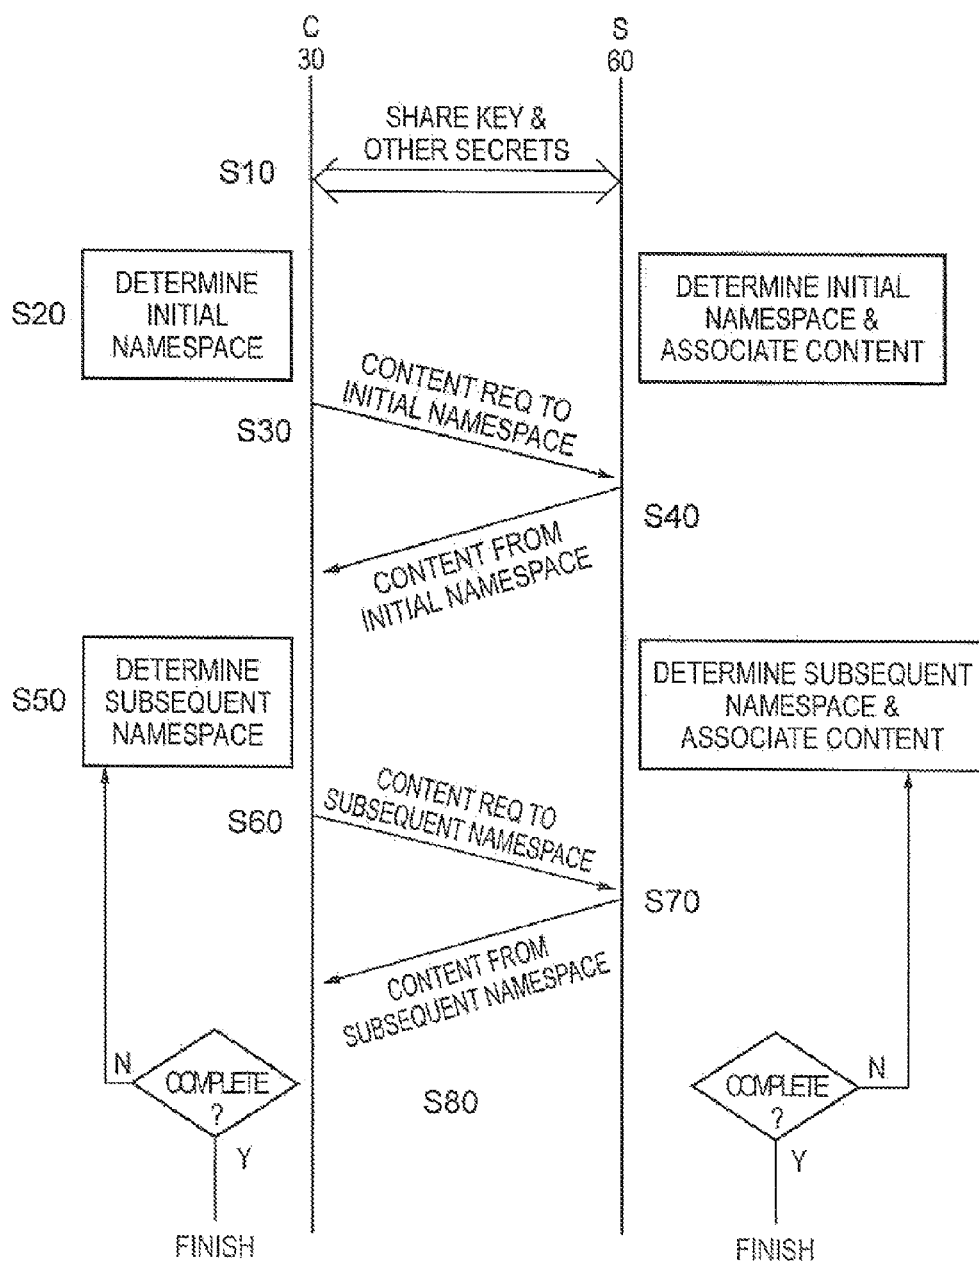 C
30
S
60
SHARE KEY &
OTHER SECRETS
S10
DETERMINE
INITIAL
NAMESPACE
S20
DETERMINE INITIAL
NAMESPACE &
ASSOCIATE CONTENT
CONTENT REQ TO
INITIAL NAMESPACE
S30
S40
CONTENT FROM
INITIAL NAMESPACE
DETERMINE
SUBSEQUENT
NAMESPACE
S50
DETERMINE SUBSEQUENT
NAMESPACE &
ASSOCIATE CONTENT
CONTENT REQ TO
SUBSEQUENT NAMESPACE
S60
S70
CONTENT FROM
SUBSEQUENT NAMESPACE
N
COMPLETE
?
Y
FINISH
S80
COMPLETE
?
N
Y
FINISH